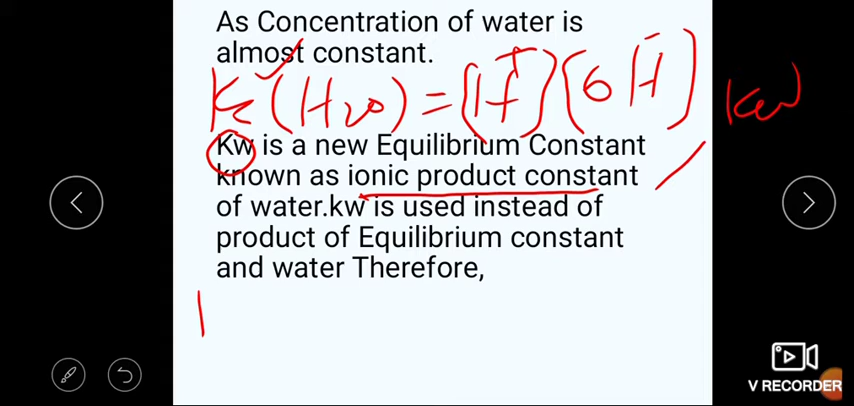 As Concentration of water is
almost constant.
Kc (H2O) = [H+] [OH-] Kw
Kw is a new Equilibrium Constant
known as ionic product constant
of water.kw is used instead of
product of Equilibrium constant
and water Therefore,
V RECORDER